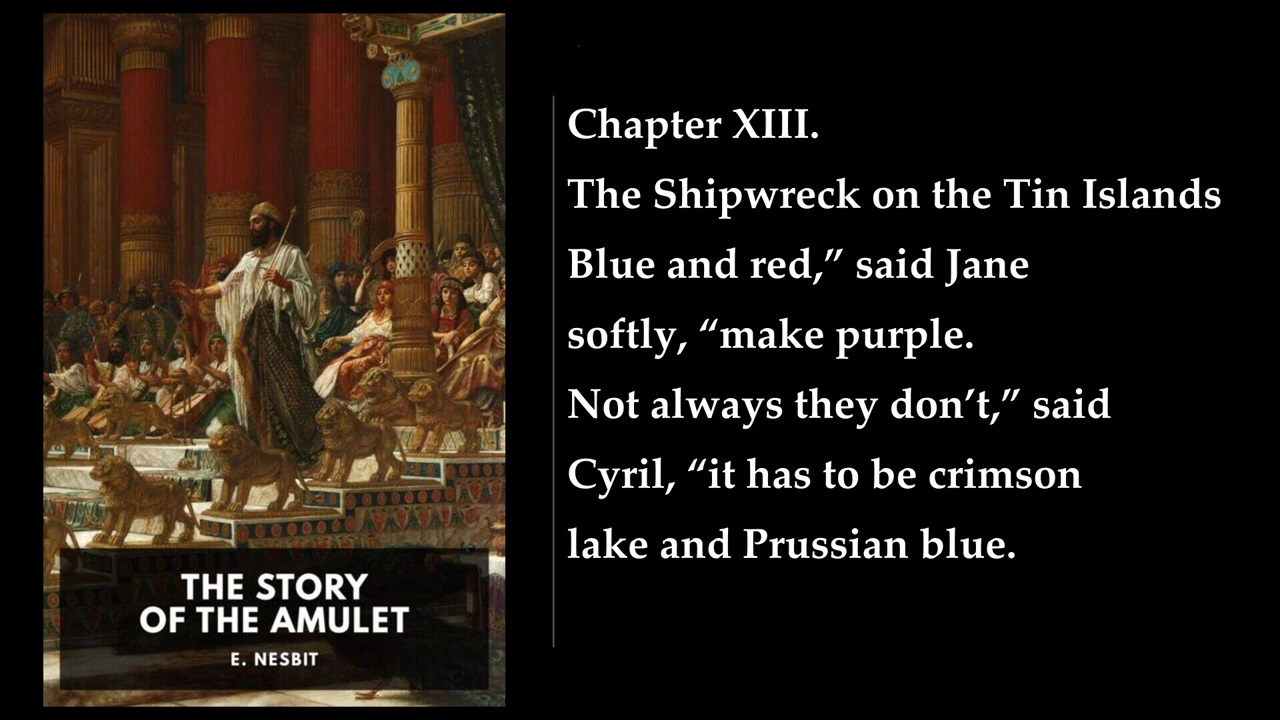 THE STORY
OF THE AMULET
E. NESBIT
Chapter XIII.
The Shipwreck on the Tin Islands
Blue and red,” said Jane
softly, “make purple.
Not always they don’t,” said
Cyril, “it has to be crimson
lake and Prussian blue.